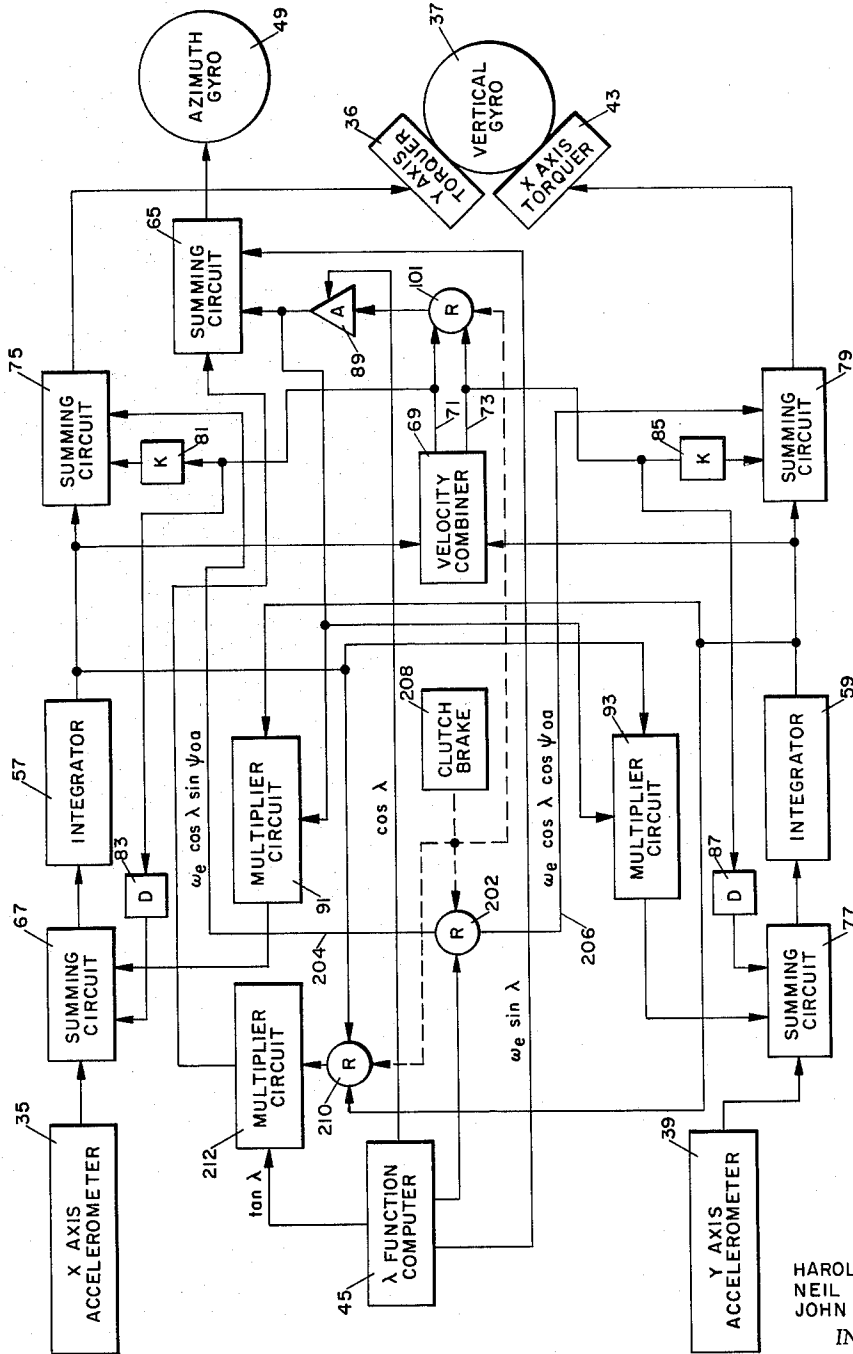 X AXIS
ACCELEROMETER
35
SUMMING
CIRCUIT
67
D
83
INTEGRATOR
57
SUMMING
CIRCUIT
75
K
81
AZIMUTH
GYRO
49
SUMMING
CIRCUIT
65
Y AXIS
TORQUER
36
VERTICAL
GYRO
37
X AXIS
TORQUER
43
A
89
R
101
71
73
VELOCITY
COMBINER
69
MULTIPLIER
CIRCUIT
91
ωe cos λ sin ψoa
204
MULTIPLIER
CIRCUIT
212
R
210
tan λ
λ FUNCTION
COMPUTER
45
cos λ
CLUTCH
BRAKE
208
R
202
ωe cos λ cos ψoa
206
ωe sin λ
MULTIPLIER
CIRCUIT
93
Y AXIS
ACCELEROMETER
39
SUMMING
CIRCUIT
77
D
87
INTEGRATOR
59
SUMMING
CIRCUIT
79
K
85
HAROL
NEIL
JOHN
IN